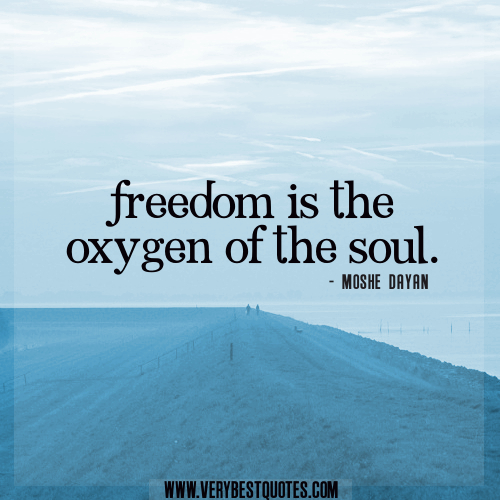 freedom is the
oxygen of the soul.
- MOSHE DAYAN
WWW.VERYBESTQUOTES.COM